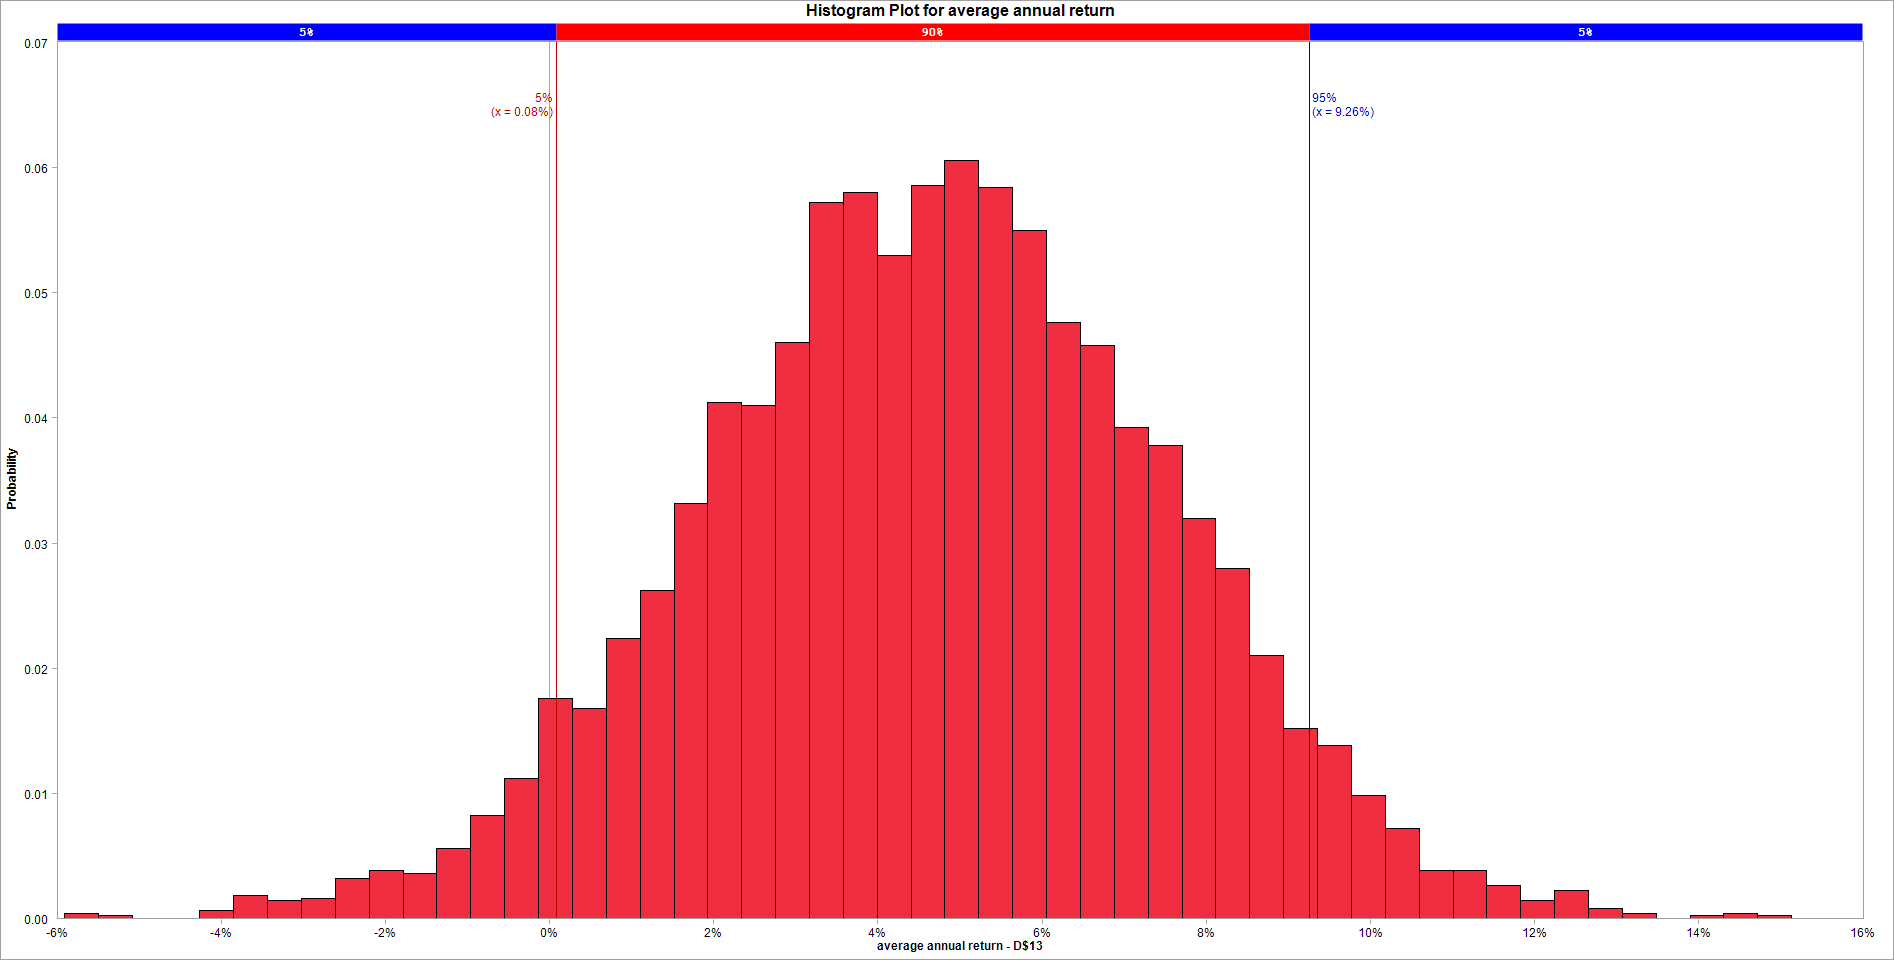 Histogram Plot for average annual return
5% 90% 5%
0.07
5% 95%
(x = 0.08%) (x = 9.26%)
0.06
0.05
0.04
Probability
0.03
0.02
0.01
0.00
-6% -4% -2% 0% 2% 4% 6% 8% 10% 12% 14% 16%
average annual return - D$13